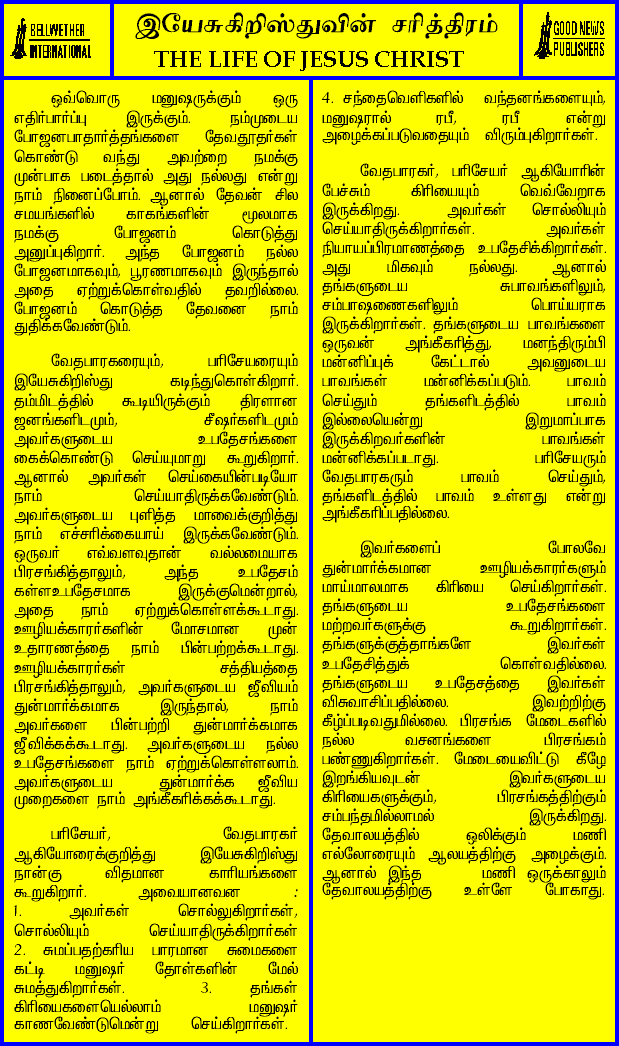 BELLWETHER
INTERNATIONAL
இயேசுகிறிஸ்துவின் சரித்திரம்
THE LIFE OF JESUS CHRIST
GOOD NEWS
PUBLISHERS
ஒவ்வொரு மனுஷருக்கும் ஒரு
எதிர்பார்ப்பு இருக்கும். நம்முடைய
போஜனபாதார்த்தங்களை தேவதூதர்கள்
கொண்டு வந்து அவற்றை நமக்கு
முன்பாக படைத்தால் அது நல்லது என்று
நாம் நினைப்போம். ஆனால் தேவன் சில
சமயங்களில் காகங்களின் மூலமாக
நமக்கு போஜனம் கொடுத்து
அனுப்புகிறார். அந்த போஜனம் நல்ல
போஜனமாகவும், பூரணமாகவும் இருந்தால்
அதை ஏற்றுக்கொள்வதில் தவறில்லை.
போஜனம் கொடுத்த தேவனை நாம்
துதிக்கவேண்டும்.
வேதபாரகரையும், பரிசேயரையும்
இயேசுகிறிஸ்து கடிந்துகொள்கிறார்.
தம்மிடத்தில் கூடியிருக்கும் திரளான
ஜனங்களிடமும், சீஷர்களிடமும்
அவர்களுடைய உபதேசங்களை
கைக்கொண்டு செய்யுமாறு கூறுகிறார்.
ஆனால் அவர்கள் செய்கையின்படியோ
நாம் செய்யாதிருக்கவேண்டும்.
அவர்களுடைய புளித்த மாவைக்குறித்து
நாம் எச்சரிக்கையாய் இருக்கவேண்டும்.
ஒருவர் எவ்வளவுதான் வல்லமையாக
பிரசங்கித்தாலும், அந்த உபதேசம்
கள்ளஉபதேசமாக இருக்குமென்றால்,
அதை நாம் ஏற்றுக்கொள்ளக்கூடாது.
ஊழியக்காரர்களின் மோசமான முன்
உதாரணத்தை நாம் பின்பற்றக்கூடாது.
ஊழியக்காரர்கள் சத்தியத்தை
பிரசங்கித்தாலும், அவர்களுடைய ஜீவியம்
துன்மார்க்கமாக இருந்தால், நாம்
அவர்களை பின்பற்றி துன்மார்க்கமாக
ஜீவிக்கக்கூடாது. அவர்களுடைய நல்ல
உபதேசங்களை நாம் ஏற்றுக்கொள்ளலாம்.
அவர்களுடைய துன்மார்க்க ஜீவிய
முறைகளை நாம் அங்கீகரிக்கக்கூடாது.
பரிசேயர், வேதபாரகர்
ஆகியோரைக்குறித்து இயேசுகிறிஸ்து
நான்கு விதமான காரியங்களை
கூறுகிறார். அவையானவன :
1. அவர்கள் சொல்லுகிறார்கள்,
சொல்லியும் செய்யாதிருக்கிறார்கள்
2. சுமப்பதற்கரிய பாரமான சுமைகளை
கட்டி மனுஷர் தோள்களின் மேல்
சுமத்துகிறார்கள். 3. தங்கள்
கிரியைகளையெல்லாம் மனுஷர்
காணவேண்டுமென்று செய்கிறார்கள்.
4. சந்தைவெளிகளில் வந்தனங்களையும்,
மனுஷரால் ரபீ, ரபீ என்று
அழைக்கப்படுவதையும் விரும்புகிறார்கள்.
வேதபாரகர், பரிசேயர் ஆகியோரின்
பேச்சும் கிரியையும் வெவ்வேறாக
இருக்கிறது. அவர்கள் சொல்லியும்
செய்யாதிருக்கிறார்கள். அவர்கள்
நியாயப்பிரமாணத்தை உபதேசிக்கிறார்கள்.
அது மிகவும் நல்லது. ஆனால்
தங்களுடைய சுபாவங்களிலும்,
சம்பாஷணைகளிலும் பொய்யராக
இருக்கிறார்கள். தங்களுடைய பாவங்களை
ஒருவன் அங்கீகரித்து, மனந்திரும்பி
மன்னிப்புக் கேட்டால் அவனுடைய
பாவங்கள் மன்னிக்கப்படும். பாவம்
செய்தும் தங்களிடத்தில் பாவம்
இல்லையென்று இறுமாப்பாக
இருக்கிறவர்களின் பாவங்கள்
மன்னிக்கப்படாது. பரிசேயரும்
வேதபாரகரும் பாவம் செய்தும்,
தங்களிடத்தில் பாவம் உள்ளது என்று
அங்கீகரிப்பதில்லை.
இவர்களைப் போலவே
துன்மார்க்கமான ஊழியக்காரர்களும்
மாய்மாலமாக கிரியை செய்கிறார்கள்.
தங்களுடைய உபதேசங்களை
மற்றவர்களுக்கு கூறுகிறார்கள்.
தங்களுக்குத்தாங்களே இவர்கள்
உபதேசித்துக் கொள்வதில்லை.
தங்களுடைய உபதேசத்தை இவர்கள்
விசுவாசிப்பதில்லை. இவற்றிற்கு
கீழ்ப்படிவதுமில்லை. பிரசங்க மேடைகளில்
நல்ல வசனங்களை பிரசங்கம்
பண்ணுகிறார்கள். மேடையைவிட்டு கீழே
இறங்கியவுடன் இவர்களுடைய
கிரியைகளுக்கும், பிரசங்கத்திற்கும்
சம்பந்தமில்லாமல் இருக்கிறது.
தேவாலயத்தில் ஒலிக்கும் மணி
எல்லோரையும் ஆலயத்திற்கு அழைக்கும்.
ஆனால் இந்த மணி ஒருக்காலும்
தேவாலயத்திற்கு உள்ளே போகாது.